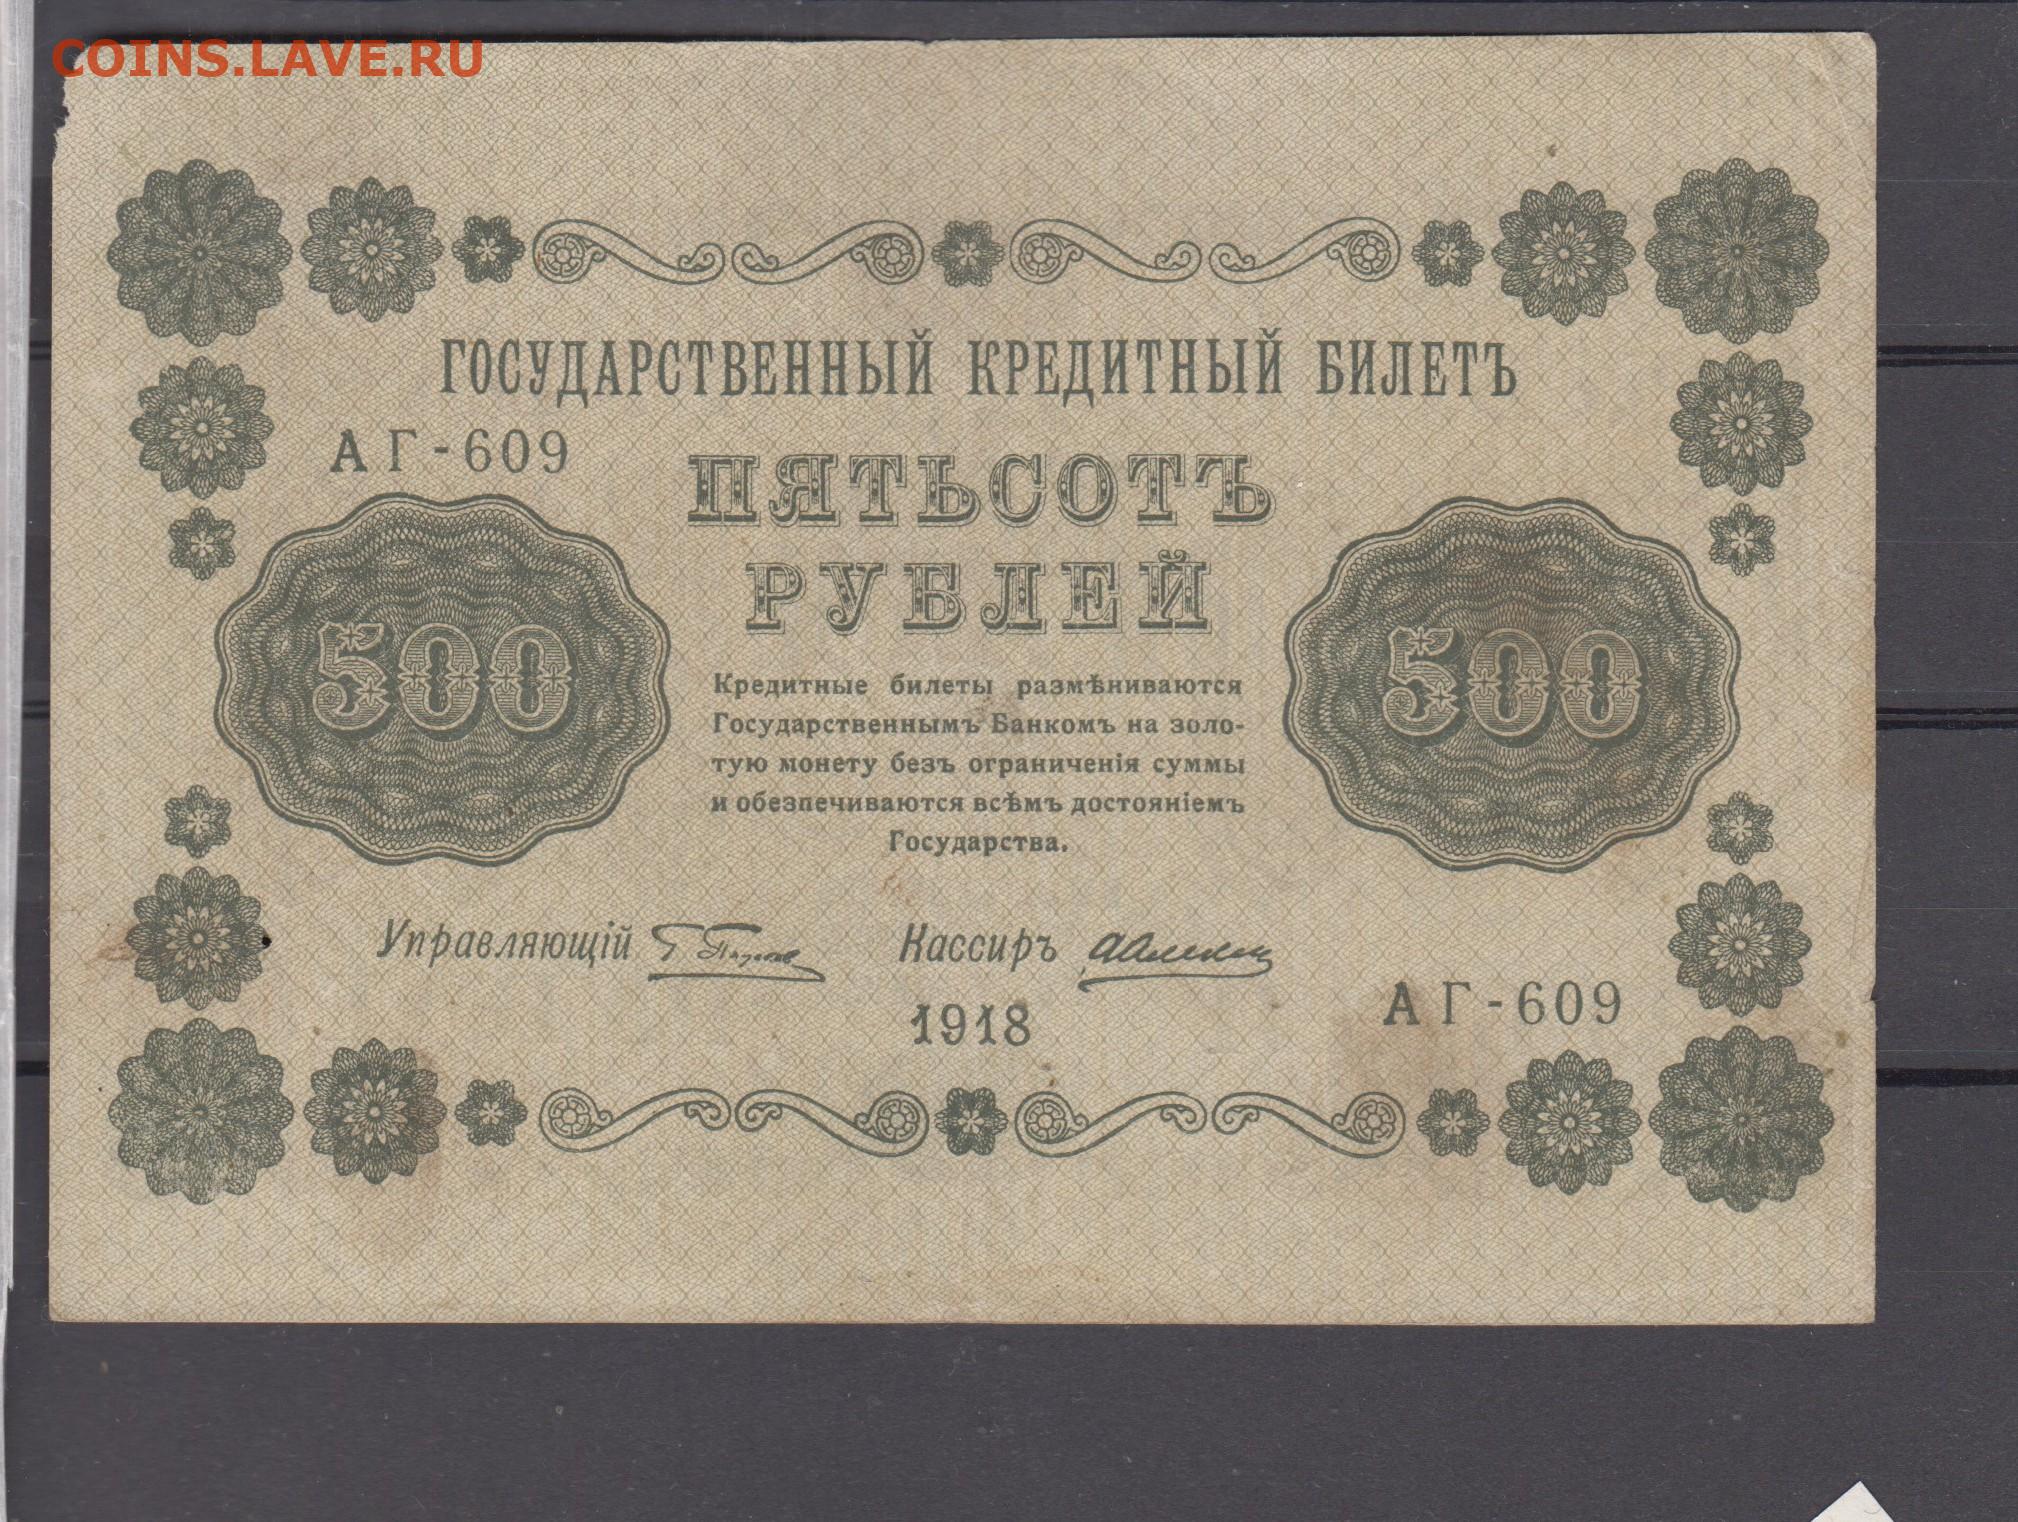 COINS.LAVE.RU
ГОСУДАРСТВЕННЫЙ КРЕДИТНЫЙ БИЛЕТЪ
АГ-609
ПЯТЬСОТЪ
РУБЛЕЙ
500
500
Кредитные билеты размѣниваются
Государственнымъ Банкомъ на золо-
тую монету безъ ограниченія суммы
и обезпечиваются всѣмъ достояніемъ
Государства.
Управляющій
Кассиръ
1918
АГ-609